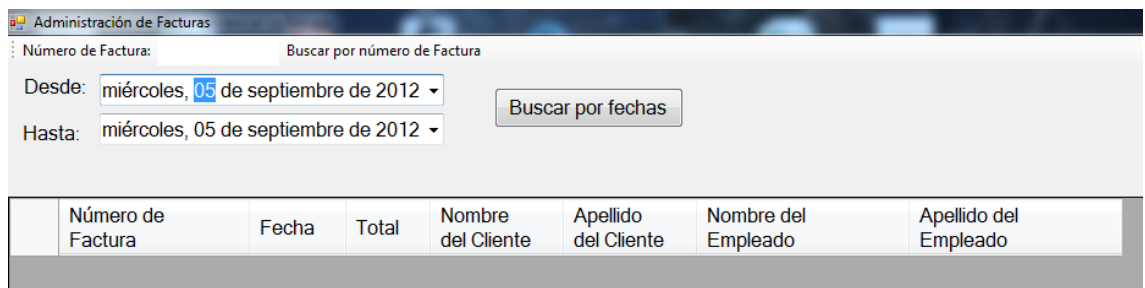 Administración de Facturas
Número de Factura: Buscar por número de Factura
Desde: miércoles, 05 de septiembre de 2012
Buscar por fechas
Hasta: miércoles, 05 de septiembre de 2012
Número de Factura
Fecha
Total
Nombre del Cliente
Apellido del Cliente
Nombre del Empleado
Apellido del Empleado